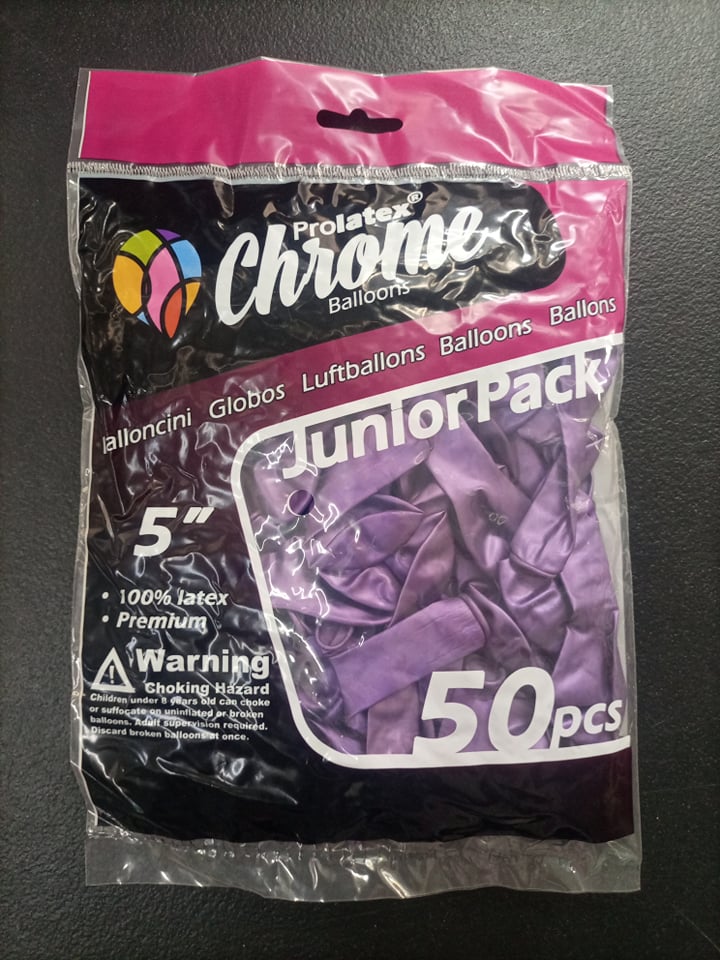 Prolatex®
Chrome
Balloons
alloncini Globos Luftballons Balloons Ballons
Junior Pack
5"
• 100% latex
• Premium
Warning
Choking Hazard
Children under 8 years old can choke
or suffocate on uninflated or broken
balloons. Adult supervision required.
Discard broken balloons at once.
50pcs